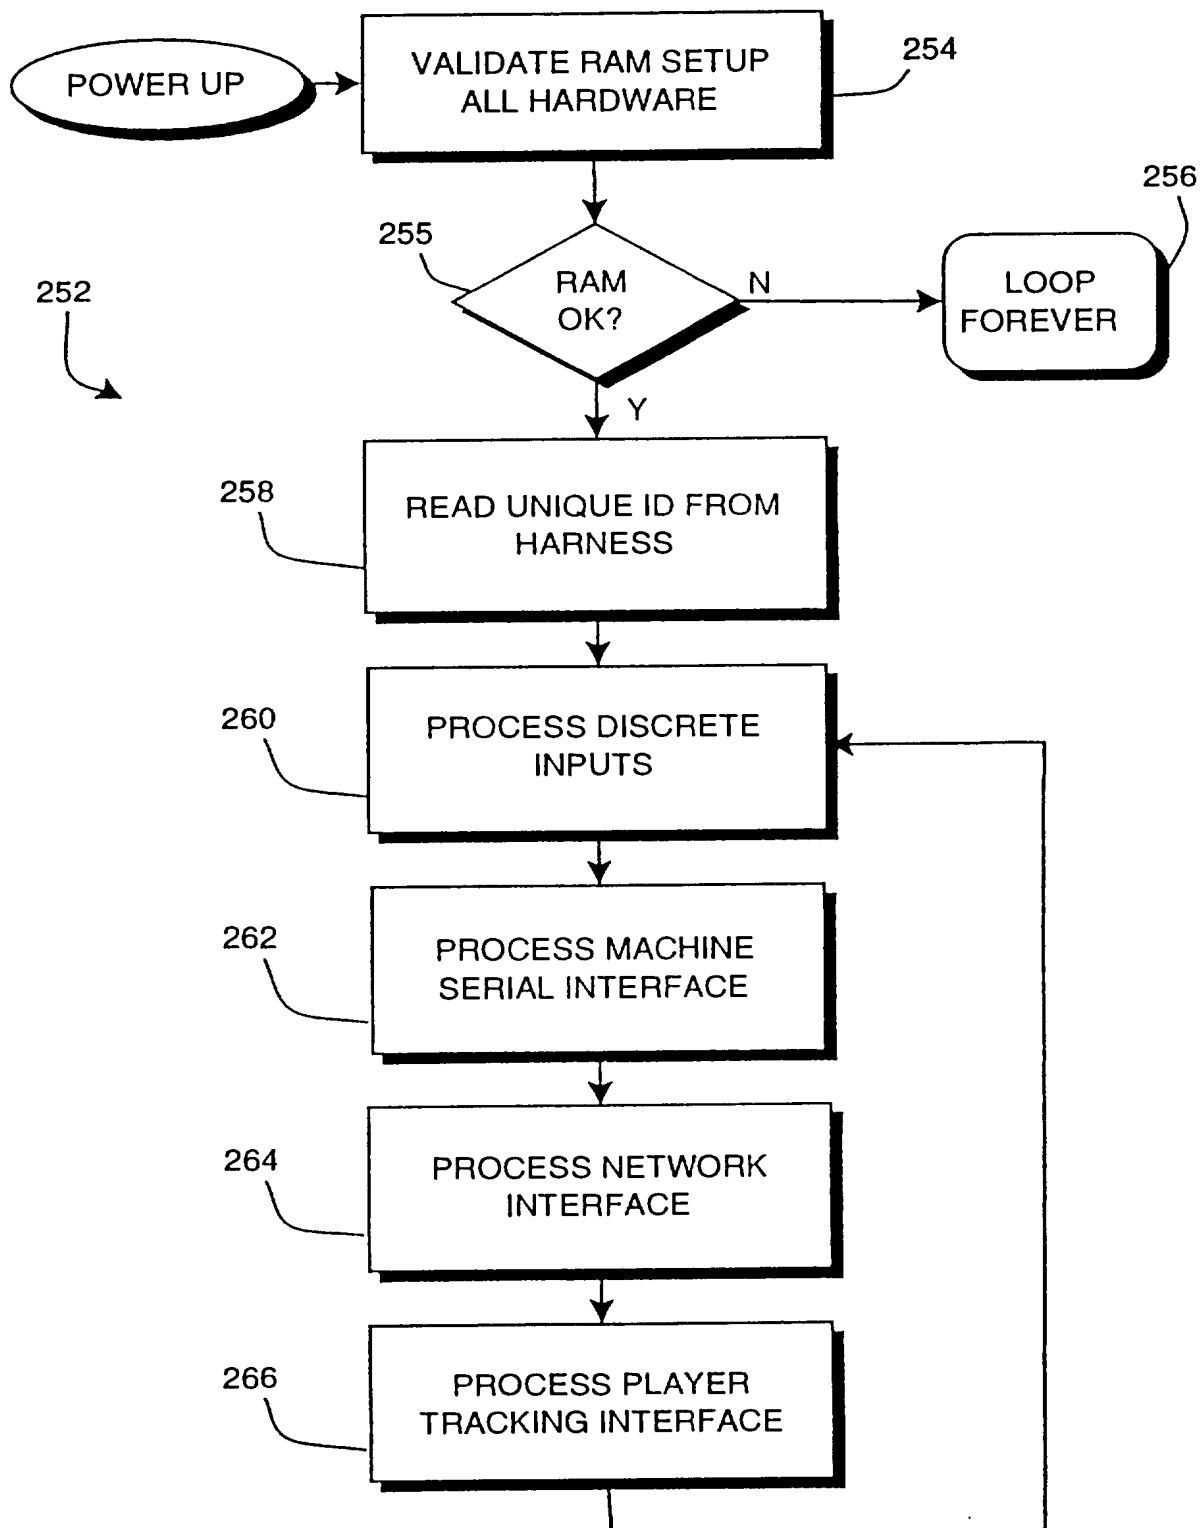 POWER UP
VALIDATE RAM SETUP
ALL HARDWARE
254
255
RAM
OK?
N
256
LOOP
FOREVER
252
Y
258
READ UNIQUE ID FROM
HARNESS
260
PROCESS DISCRETE
INPUTS
262
PROCESS MACHINE
SERIAL INTERFACE
264
PROCESS NETWORK
INTERFACE
266
PROCESS PLAYER
TRACKING INTERFACE